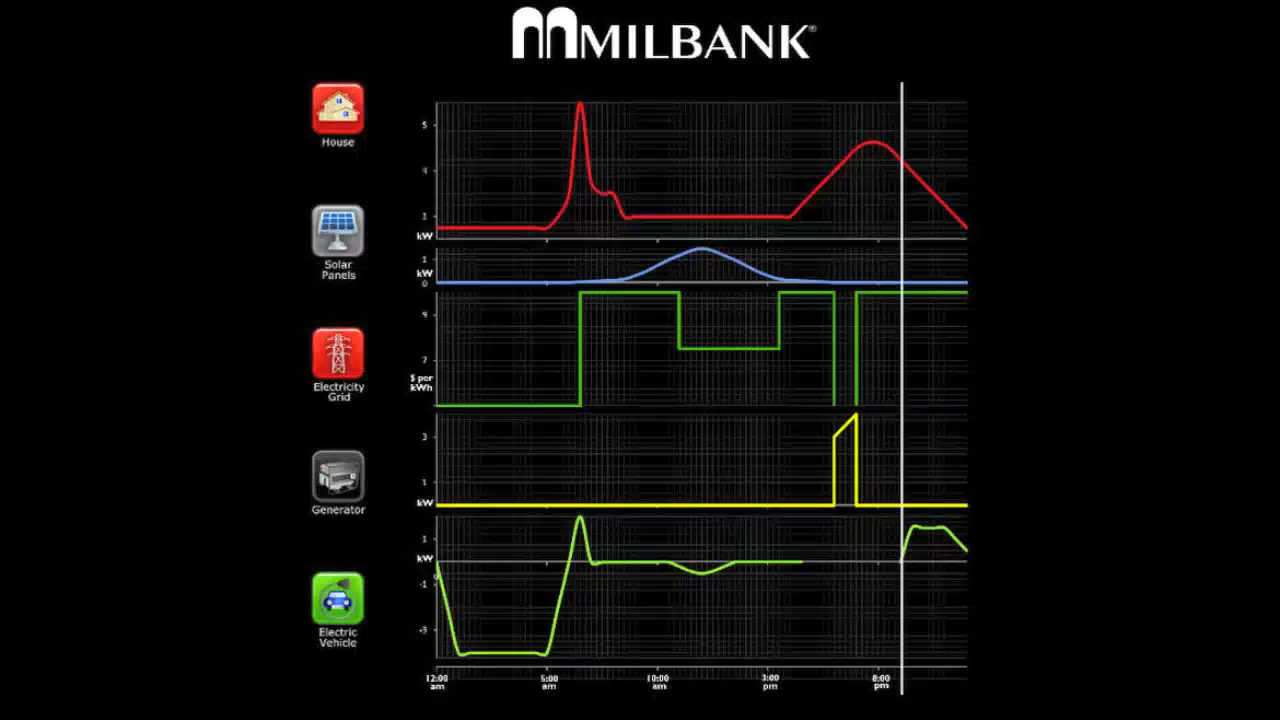 MILBANK®
House
5
4
1
kW
Solar
Panels
1
kW
0
Electricity
Grid
9
7
$ per
kWh
Generator
3
1
kW
Electric
Vehicle
1
kW
-1
-3
12:00
am
5:00
am
10:00
am
3:00
pm
8:00
pm